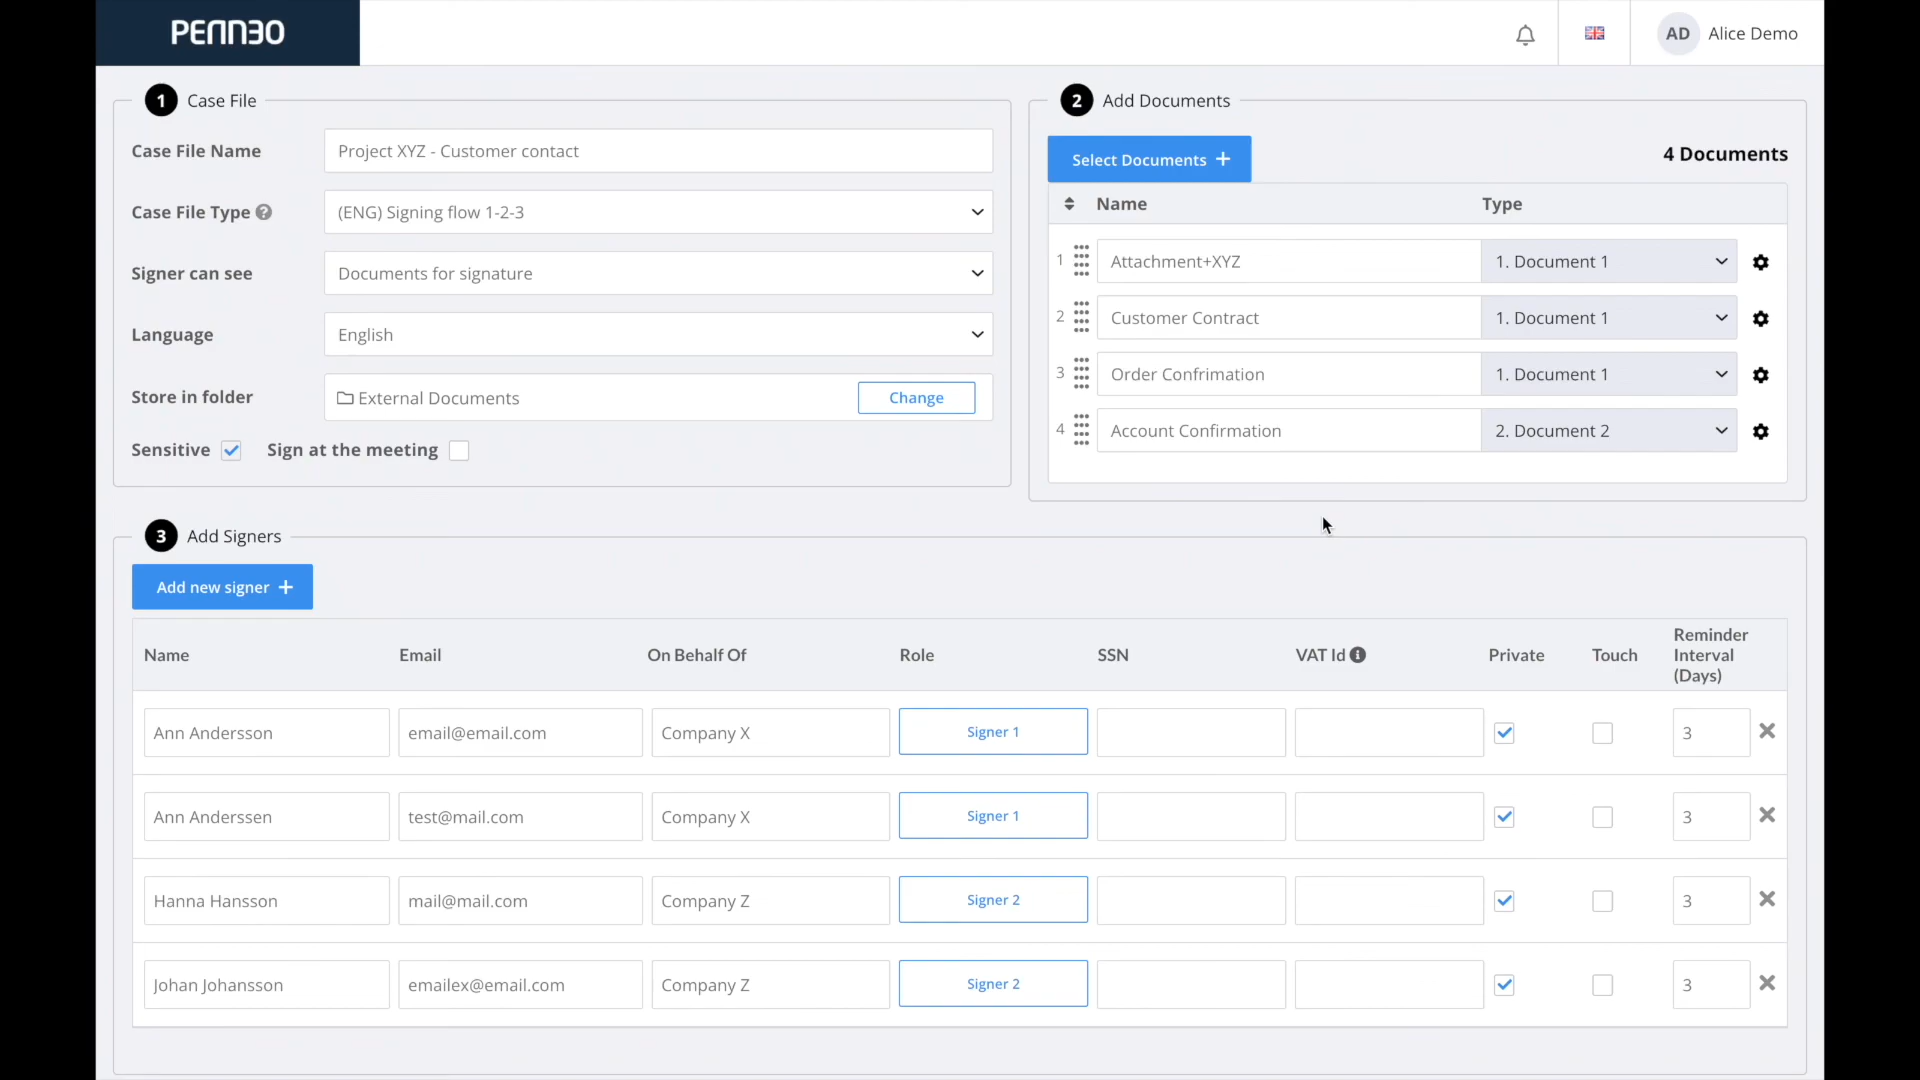 PENNEO
AD Alice Demo
1 Case File
Case File Name Project XYZ - Customer contact
Case File Type ? (ENG) Signing flow 1-2-3
Signer can see Documents for signature
Language English
Store in folder External Documents Change
Sensitive Sign at the meeting
2 Add Documents
Select Documents +
4 Documents
Name Type
1 Attachment+XYZ 1. Document 1
2 Customer Contract 1. Document 1
3 Order Confrimation 1. Document 1
4 Account Confirmation 2. Document 2
3 Add Signers
Add new signer +
Name Email On Behalf Of Role SSN VAT Id i Private Touch Reminder
Interval
(Days)
Ann Andersson email@email.com Company X Signer 1 3
Ann Anderssen test@mail.com Company X Signer 1 3
Hanna Hansson mail@mail.com Company Z Signer 2 3
Johan Johansson emailex@email.com Company Z Signer 2 3